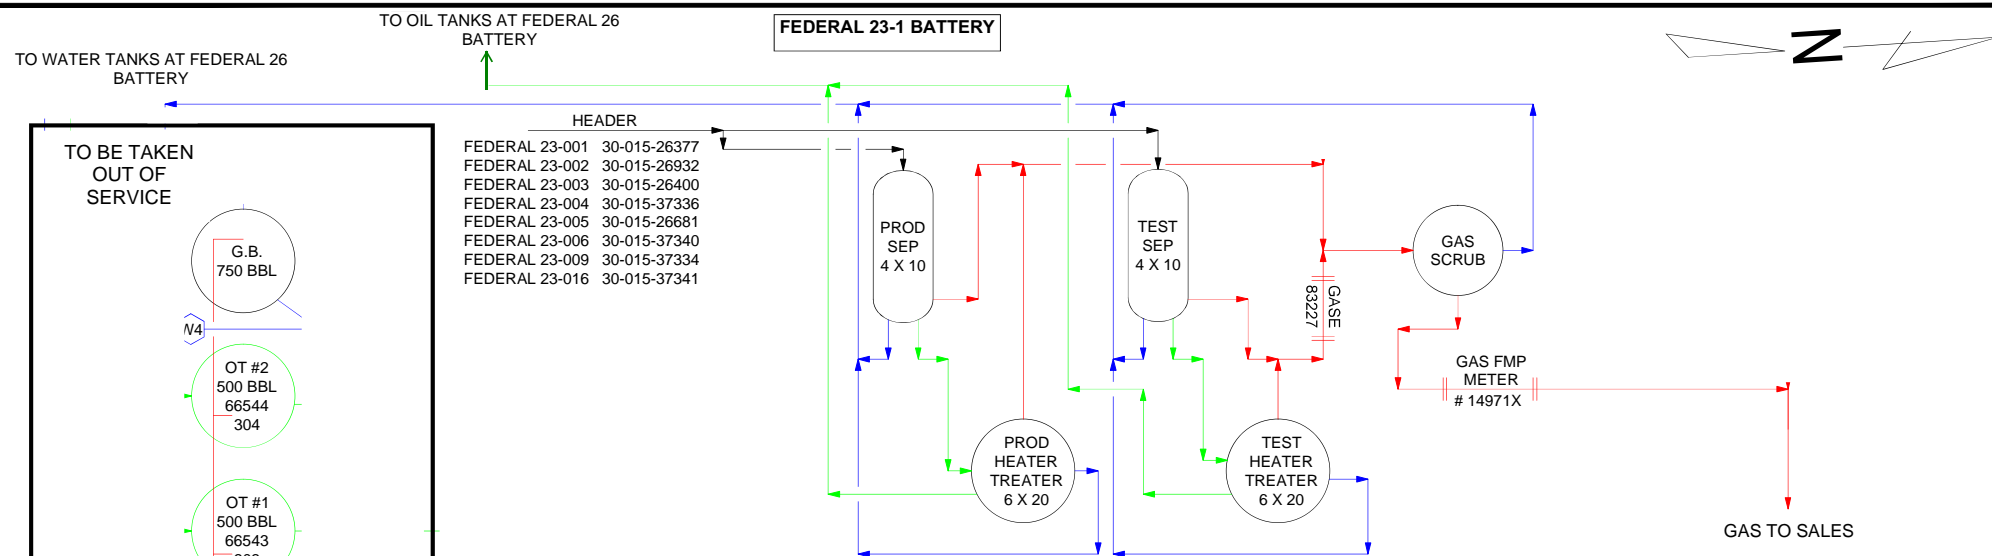 TO OIL TANKS AT FEDERAL 26
BATTERY
FEDERAL 23-1 BATTERY
N
TO WATER TANKS AT FEDERAL 26
BATTERY
HEADER
FEDERAL 23-001 30-015-26377
FEDERAL 23-002 30-015-26932
FEDERAL 23-003 30-015-26400
FEDERAL 23-004 30-015-37336
FEDERAL 23-005 30-015-26681
FEDERAL 23-006 30-015-37340
FEDERAL 23-009 30-015-37334
FEDERAL 23-016 30-015-37341
TO BE TAKEN
OUT OF
SERVICE
G.B.
750 BBL
W4
OT #2
500 BBL
66544
304
OT #1
500 BBL
66543
PROD
SEP
4 X 10
TEST
SEP
4 X 10
GAS
SCRUB
GASE
83227
GAS FMP
METER
# 14971X
PROD
HEATER
TREATER
6 X 20
TEST
HEATER
TREATER
6 X 20
GAS TO SALES